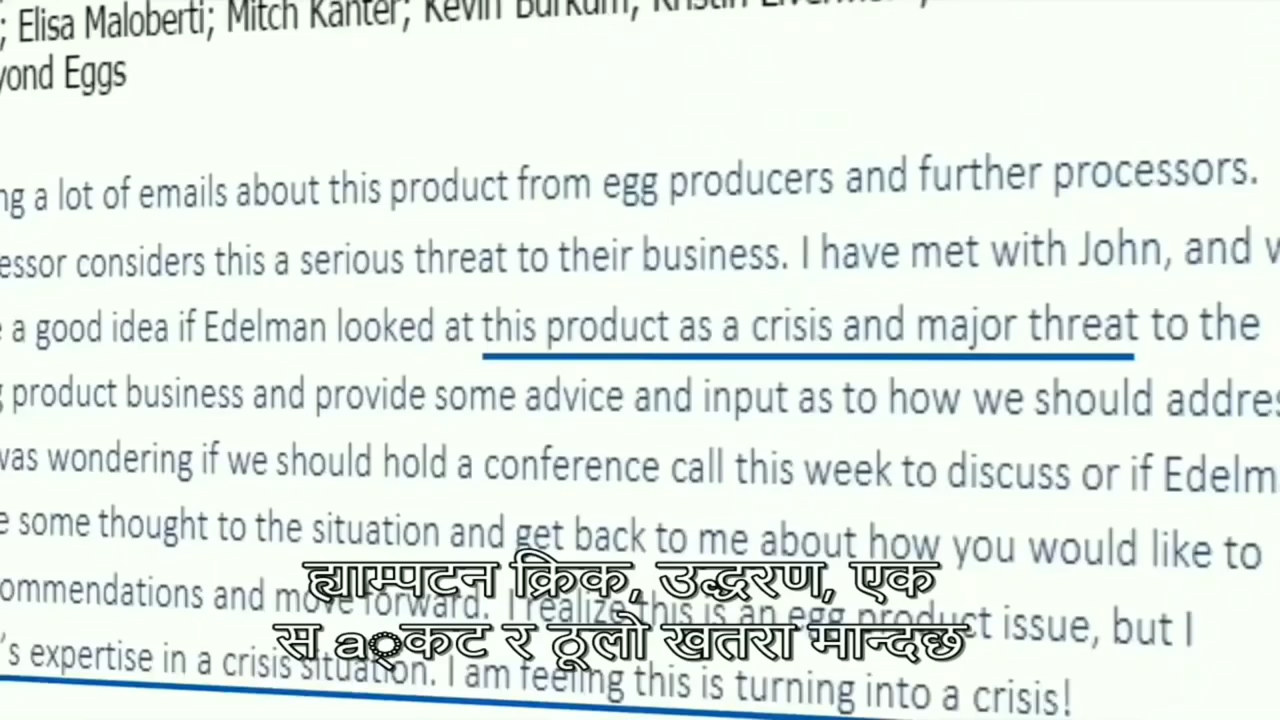 ; Elisa Maloberti; Mitch Kanter; Kevin Burkum;
yond Eggs
ng a lot of emails about this product from egg producers and further processors.
essor considers this a serious threat to their business. I have met with John, and w
e a good idea if Edelman looked at this product as a crisis and major threat to the
g product business and provide some advice and input as to how we should addres
was wondering if we should hold a conference call this week to discuss or if Edelm
e some thought to the situation and get back to me about how you would like to
ommendations and move forward. I realize this is an egg product issue, but I
's expertise in a crisis situation. I am feeling this is turning into a crisis!
ह्याम्पटन क्रिक, उद्धरण, एक
स a्कट र ठूलो खतरा मान्दछ